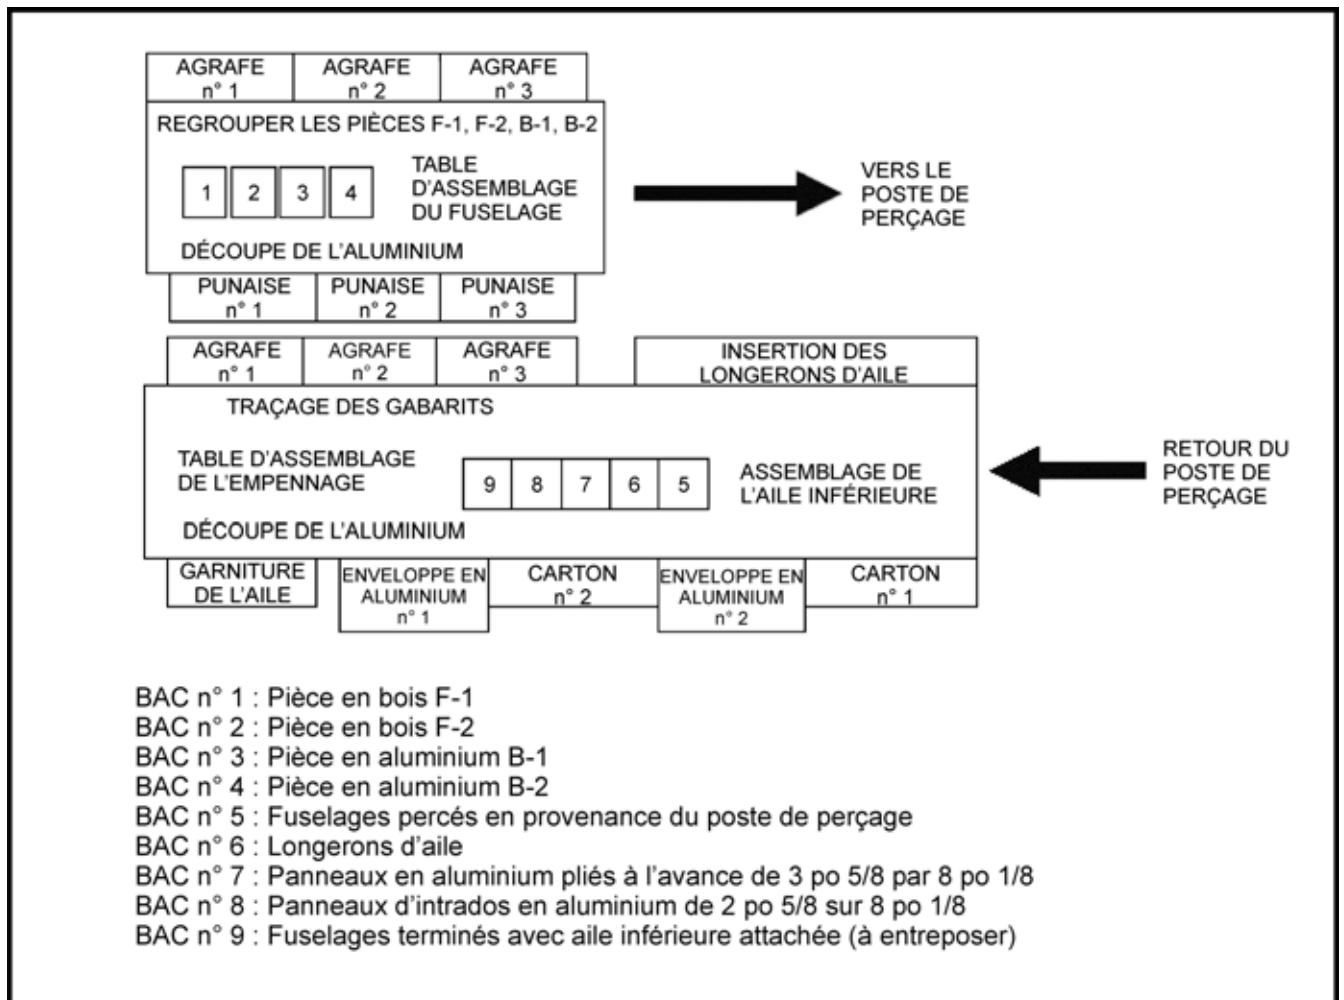 AGRAFE
n° 1
AGRAFE
n° 2
AGRAFE
n° 3
REGROUPER LES PIÈCES F-1, F-2, B-1, B-2
1
2
3
4
TABLE
D'ASSEMBLAGE
DU FUSELAGE
DÉCOUPE DE L'ALUMINIUM
VERS LE
POSTE DE
PERÇAGE
PUNAISE
n° 1
PUNAISE
n° 2
PUNAISE
n° 3
AGRAFE
n° 1
AGRAFE
n° 2
AGRAFE
n° 3
INSERTION DES
LONGERONS D'AILE
TRAÇAGE DES GABARITS
TABLE D'ASSEMBLAGE
DE L'EMPENNAGE
9
8
7
6
5
ASSEMBLAGE DE
L'AILE INFÉRIEURE
DÉCOUPE DE L'ALUMINIUM
RETOUR DU
POSTE DE
PERÇAGE
GARNITURE
DE L'AILE
ENVELOPPE EN
ALUMINIUM
n° 1
CARTON
n° 2
ENVELOPPE EN
ALUMINIUM
n° 2
CARTON
n° 1
BAC n° 1 : Pièce en bois F-1
BAC n° 2 : Pièce en bois F-2
BAC n° 3 : Pièce en aluminium B-1
BAC n° 4 : Pièce en aluminium B-2
BAC n° 5 : Fuselages percés en provenance du poste de perçage
BAC n° 6 : Longerons d'aile
BAC n° 7 : Panneaux en aluminium pliés à l'avance de 3 po 5/8 par 8 po 1/8
BAC n° 8 : Panneaux d'intrados en aluminium de 2 po 5/8 sur 8 po 1/8
BAC n° 9 : Fuselages terminés avec aile inférieure attachée (à entreposer)